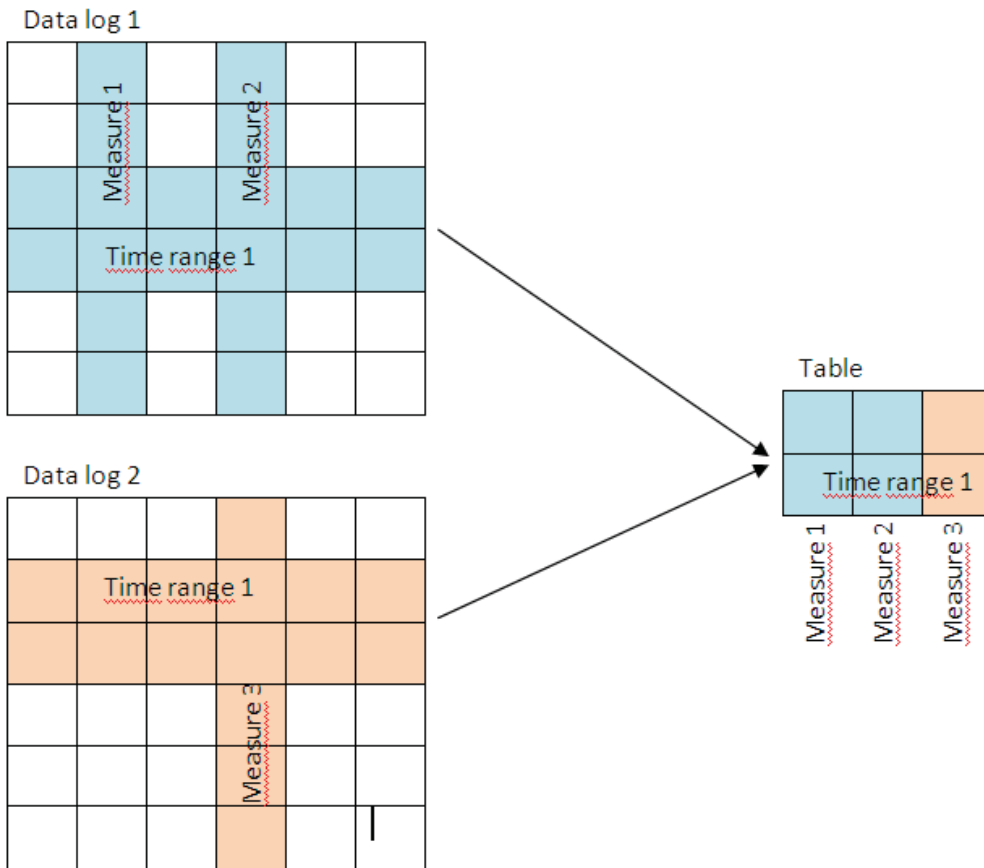 Data log 1
Measure 1
Measure 2
Time range 1
Data log 2
Time range 1
Measure 3
Table
Time range 1
Measure 1
Measure 2
Measure 3